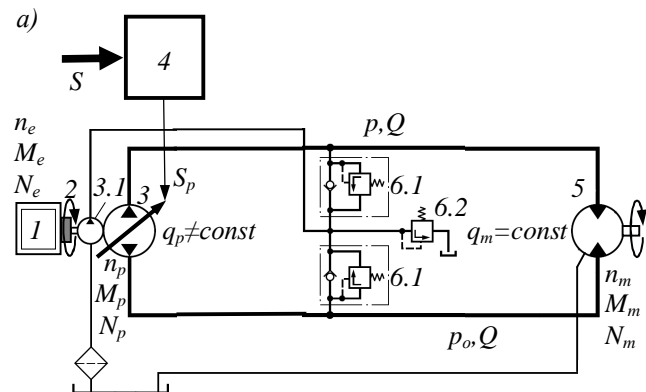 a)
4
S
n_e
M_e
N_e
p,Q
2
3.1
3
S_p
6.1
5
1
q_p≠const
6.2
q_m=const
n_p
M_p
N_p
6.1
n_m
M_m
N_m
p_o,Q